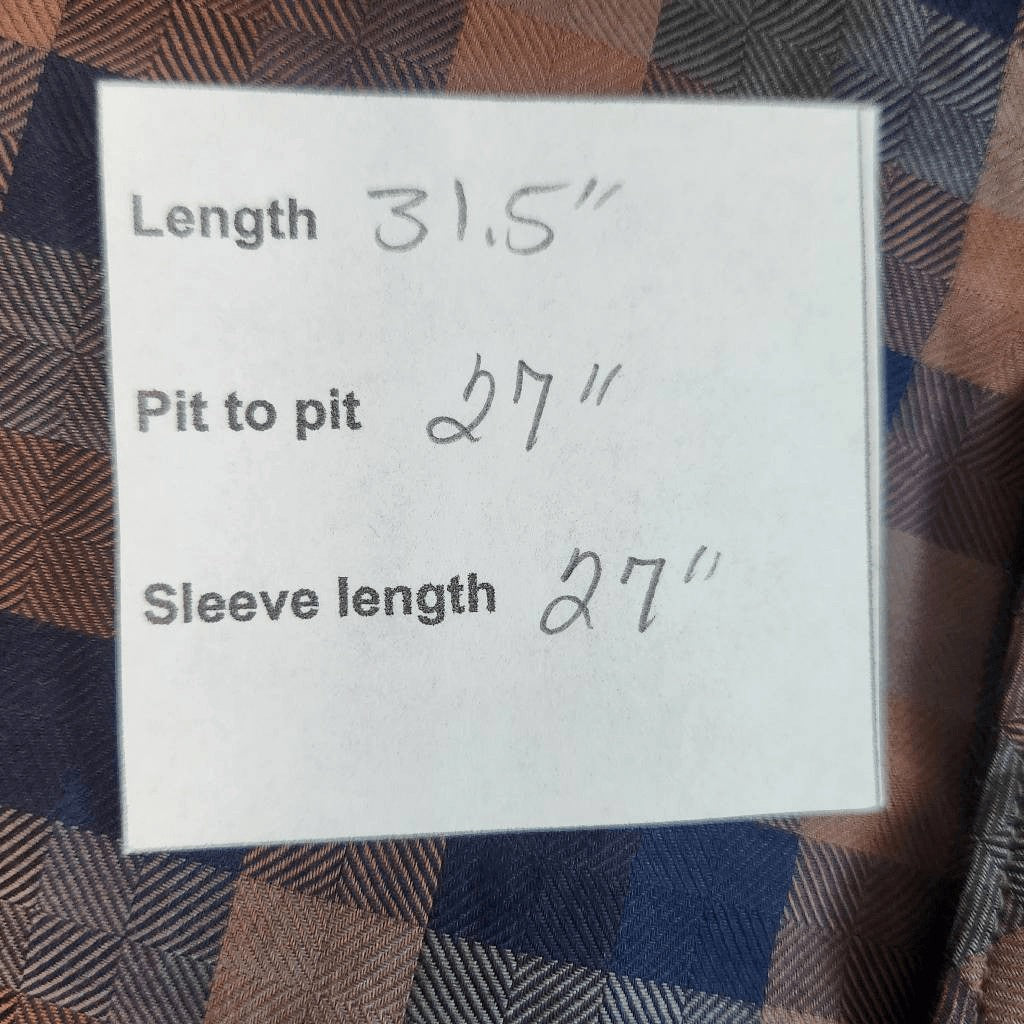 Length 31.5"
Pit to pit 27"
Sleeve length 27"